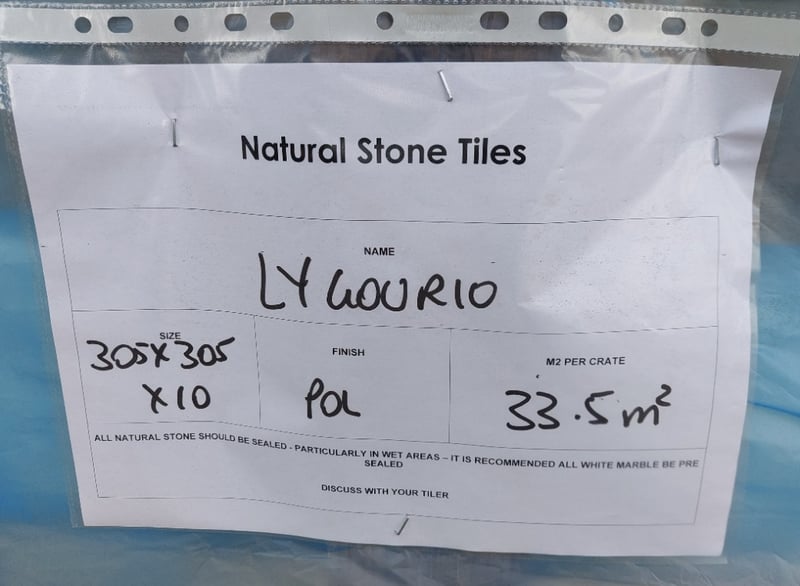 Natural Stone Tiles
NAME
LYGOURIO
SIZE
305X305
X10
FINISH
POL
M2 PER CRATE
33.5m²
ALL NATURAL STONE SHOULD BE SEALED - PARTICULARLY IN WET AREAS – IT IS RECOMMENDED ALL WHITE MARBLE BE PRE
SEALED
DISCUSS WITH YOUR TILER